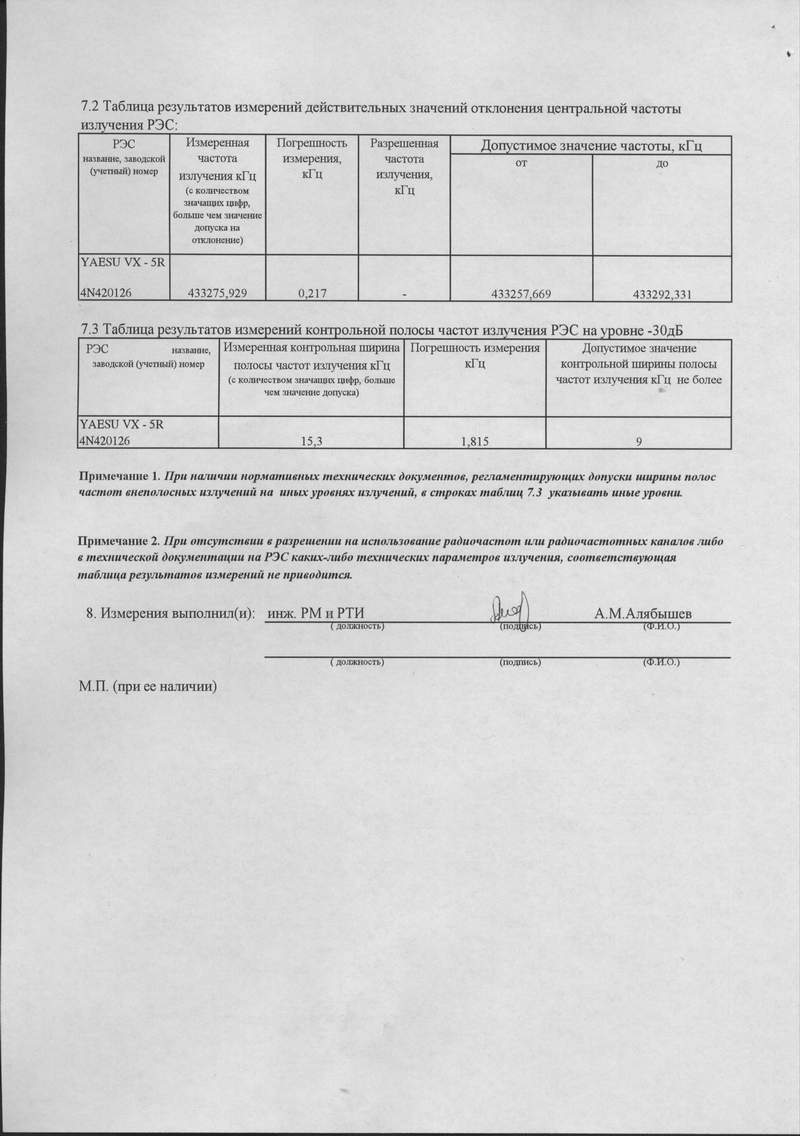 7.2 Таблица результатов измерений действительных значений отклонения центральной частоты
излучения РЭС:
РЭС
название, заводской
(учетный) номер
Измеренная
частота
излучения кГц
(с количеством
значащих цифр,
больше чем значение
допуска на
отклонение)
Погрешность
измерения,
кГц
Разрешенная
частота
излучения,
кГц
Допустимое значение частоты, кГц
от
до
YAESU VX - 5R
4N420126
433275,929
0,217
-
433257,669
433292,331
7.3 Таблица результатов измерений контрольной полосы частот излучения РЭС на уровне -30дБ
РЭС название,
заводской (учетный) номер
Измеренная контрольная ширина
полосы частот излучения кГц
(с количеством значащих цифр, больше
чем значение допуска)
Погрешность измерения
кГц
Допустимое значение
контрольной ширины полосы
частот излучения кГц не более
YAESU VX - 5R
4N420126
15,3
1,815
9
Примечание 1. При наличии нормативных технических документов, регламентирующих допуски ширины полос
частот внеполосных излучений на иных уровнях излучений, в строках таблиц 7.3 указывать иные уровни.
Примечание 2. При отсутствии в разрешении на использование радиочастот или радиочастотных каналов либо
в технической документации на РЭС каких-либо технических параметров излучения, соответствующая
таблица результатов измерений не приводится.
8. Измерения выполнил(и): инж. РМ и РТИ А.М.Алябышев
( должность) (подпись) (Ф.И.О.)
( должность) (подпись) (Ф.И.О.)
М.П. (при ее наличии)